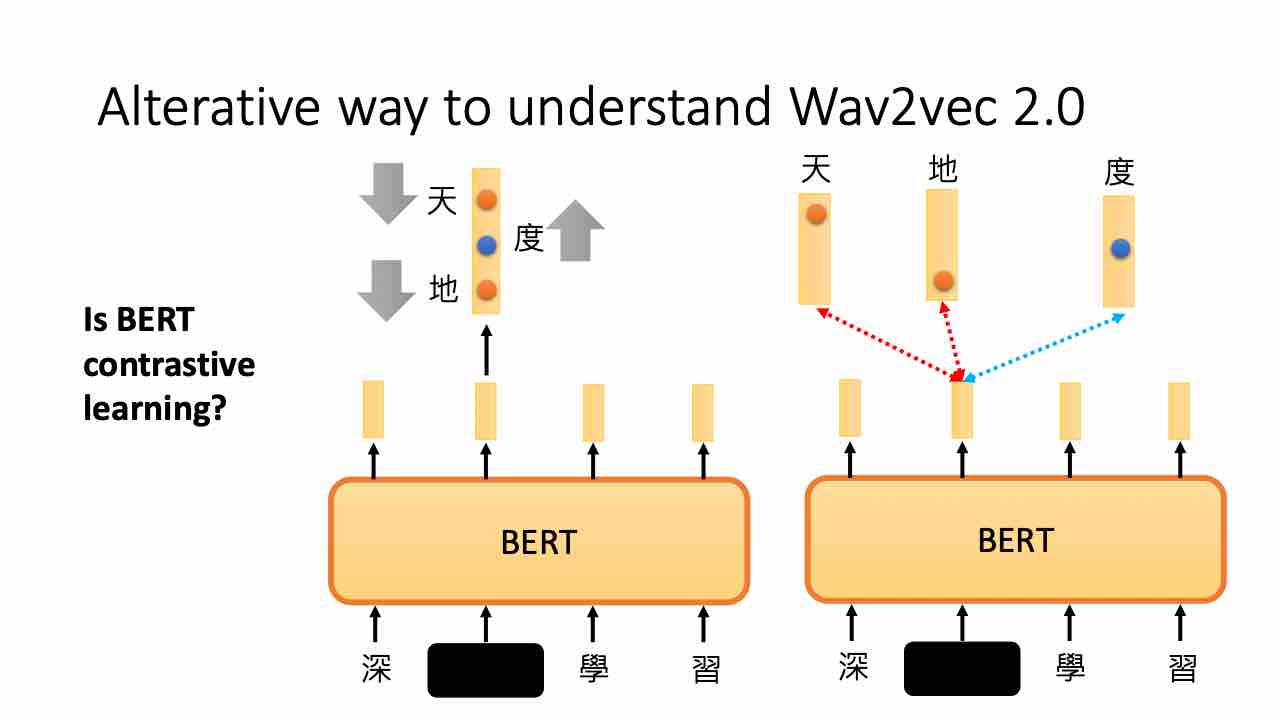 Alterative way to understand Wav2vec 2.0
天
度
地
天
地
度
Is BERT
contrastive
learning?
BERT
BERT
深
學
習
深
學
習